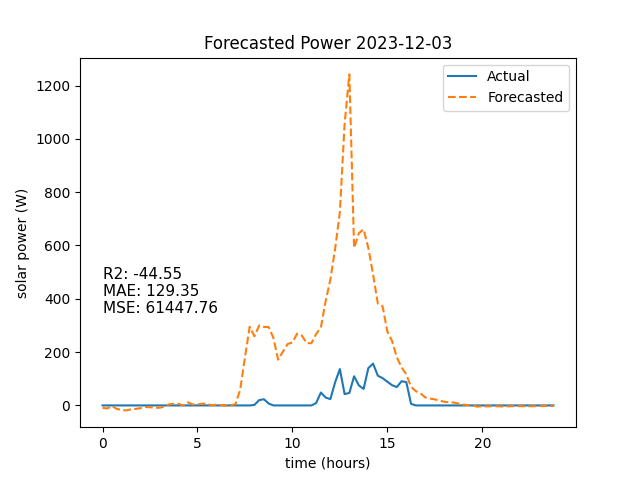 Forecasted Power 2023-12-03
Actual
Forecasted
R2: -44.55
MAE: 129.35
MSE: 61447.76
solar power (W)
1200
1000
800
600
400
200
0
0 5 10 15 20
time (hours)